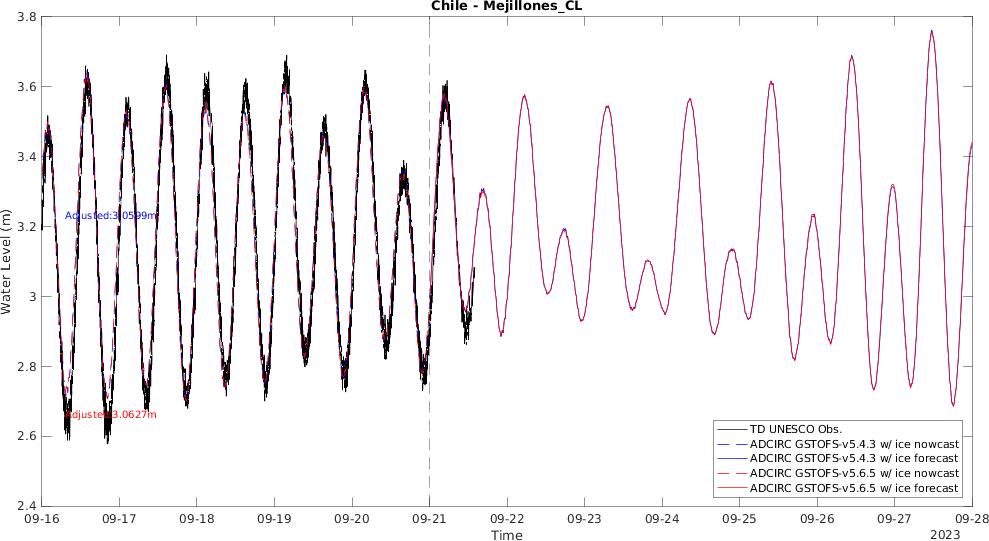 Chile - Mejillones_CL
3.8
3.6
3.4
3.2
3
2.8
2.6
2.4
Water Level (m)
Adjusted:3.0599m
Adjusted:3.0627m
TD UNESCO Obs.
ADCIRC GSTOFS-v5.4.3 w/ ice nowcast
ADCIRC GSTOFS-v5.4.3 w/ ice forecast
ADCIRC GSTOFS-v5.6.5 w/ ice nowcast
ADCIRC GSTOFS-v5.6.5 w/ ice forecast
09-16 09-17 09-18 09-19 09-20 09-21 09-22 09-23 09-24 09-25 09-26 09-27 09-28
Time
2023